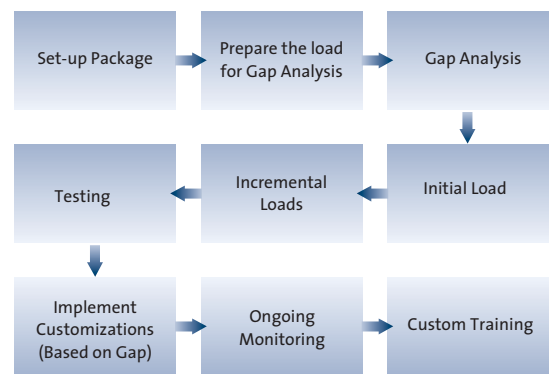 Set-up Package
Prepare the load
for Gap Analysis
Gap Analysis
Initial Load
Incremental
Loads
Testing
Implement
Customizations
(Based on Gap)
Ongoing
Monitoring
Custom Training